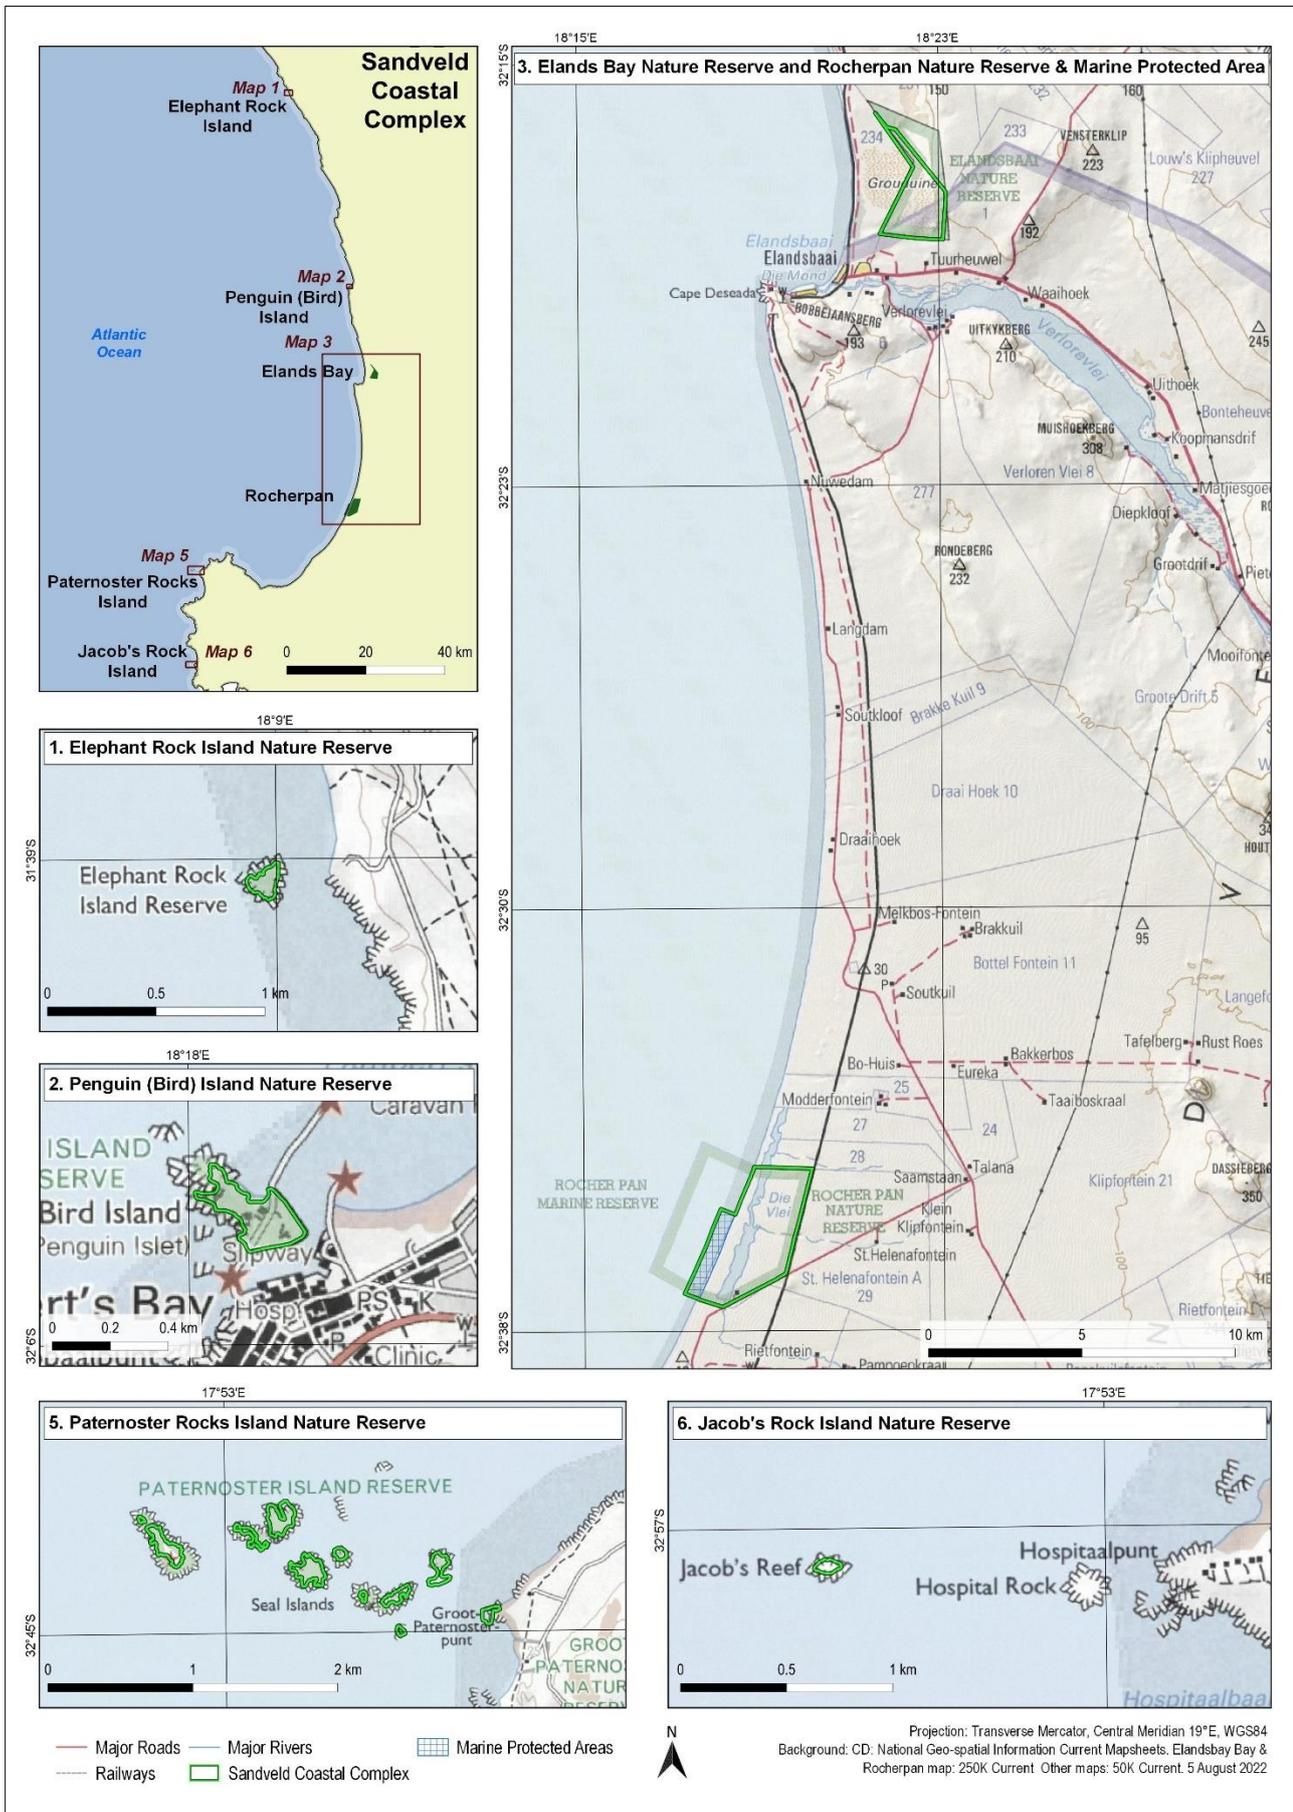 Sandveld
Coastal
Complex
Map 1
Elephant Rock
Island
Map 2
Penguin (Bird)
Island
Atlantic
Ocean
Map 3
Elands Bay
Rocherpan
Map 5
Paternoster Rocks
Island
Jacob's Rock
Island
Map 6
0 20 40 km
18°15'E 18°23'E
32°15'S
32°23'S
32°30'S
32°38'S
3. Elands Bay Nature Reserve and Rocherpan Nature Reserve & Marine Protected Area
150
160
232
233
234
VENSTERKLIP
223
Louw's Klipheuvel
227
ELANDSBAAI
NATURE
RESERVE
1
192
Elandsbaai
Elandsbaai
Die Mond
Tuurheuwel
Cape Deseada
Waaihoek
BOBBEJAANSBERG
193
6
Verlorevlei
UITKYKBERG
210
Verlorevlei
245
Uithoek
Bonteheuve
MUISHOEKBERG
308
Koopmansdrif
Verloren Vlei 8
Nuwedam
277
Matjiesgoe
Diepkloof
RONDEBERG
232
Grootdrif
Piet
Langdam
Mooifonte
Groote Drift 5
Soutkloof
Brakke Kuil 9
100
Draai Hoek 10
Draaihoek
34
HOUT
V
Melkbos-Fontein
Brakkuil
95
30
Bottel Fontein 11
P
Soutkuil
Langef
Tafelberg
Rust Roes
Bo-Huis
Bakkerbos
Eureka
25
Modderfontein
Taaiboskraal
D
27
24
28
Talana
Saamstaan
Klipfontein 21
DASSIEBERG
350
ROCHER PAN
MARINE RESERVE
Die
Vlei
ROCHER PAN
NATURE
RESERVE
Klein
Klipfontein
St.Helenafontein
St. Helenafontein A
29
100
Rietfontein
Rietfontein
Pampoenkraal
0 5 10 km
18°9'E
1. Elephant Rock Island Nature Reserve
31°39'S
Elephant Rock
Island Reserve
0 0.5 1 km
18°18'E
2. Penguin (Bird) Island Nature Reserve
Caravan
ISLAND
SERVE
Bird Island
Penguin Islet)
Slipway
ert's Bay
Hosp.
PS
K
P
W
Clinic
0 0.2 0.4 km
32°6'S
17°53'E
5. Paternoster Rocks Island Nature Reserve
PATERNOSTER ISLAND RESERVE
Seal Islands
Groot-
Paternoster-
punt
GROOT
PATERNO
NATUR
RESERV
32°45'S
0 1 2 km
17°53'E
6. Jacob's Rock Island Nature Reserve
32°57'S
Jacob's Reef
Hospitaalpunt
Hospital Rock
Hospitaalbaai
0 0.5 1 km
Major Roads
Major Rivers
Marine Protected Areas
Railways
Sandveld Coastal Complex
N
Projection: Transverse Mercator, Central Meridian 19°E, WGS84
Background: CD: National Geo-spatial Information Current Mapsheets. Elandsbay Bay &
Rocherpan map: 250K Current Other maps: 50K Current. 5 August 2022